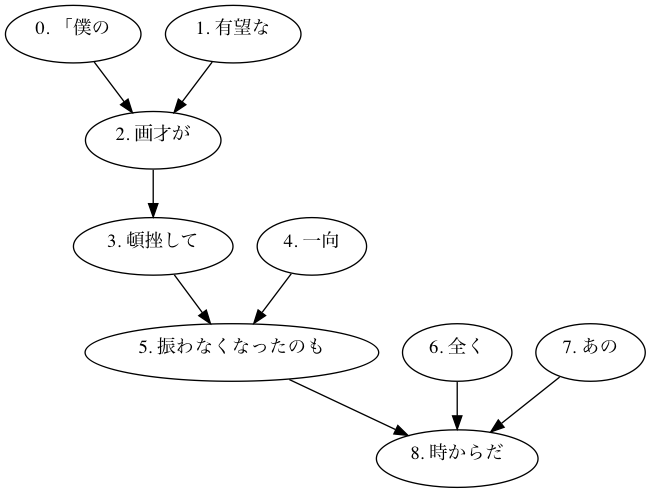 0. 「僕の
1. 有望な
2. 画才が
3. 頓挫して
4. 一向
5. 振わなくなったのも
6. 全く
7. あの
8. 時からだ